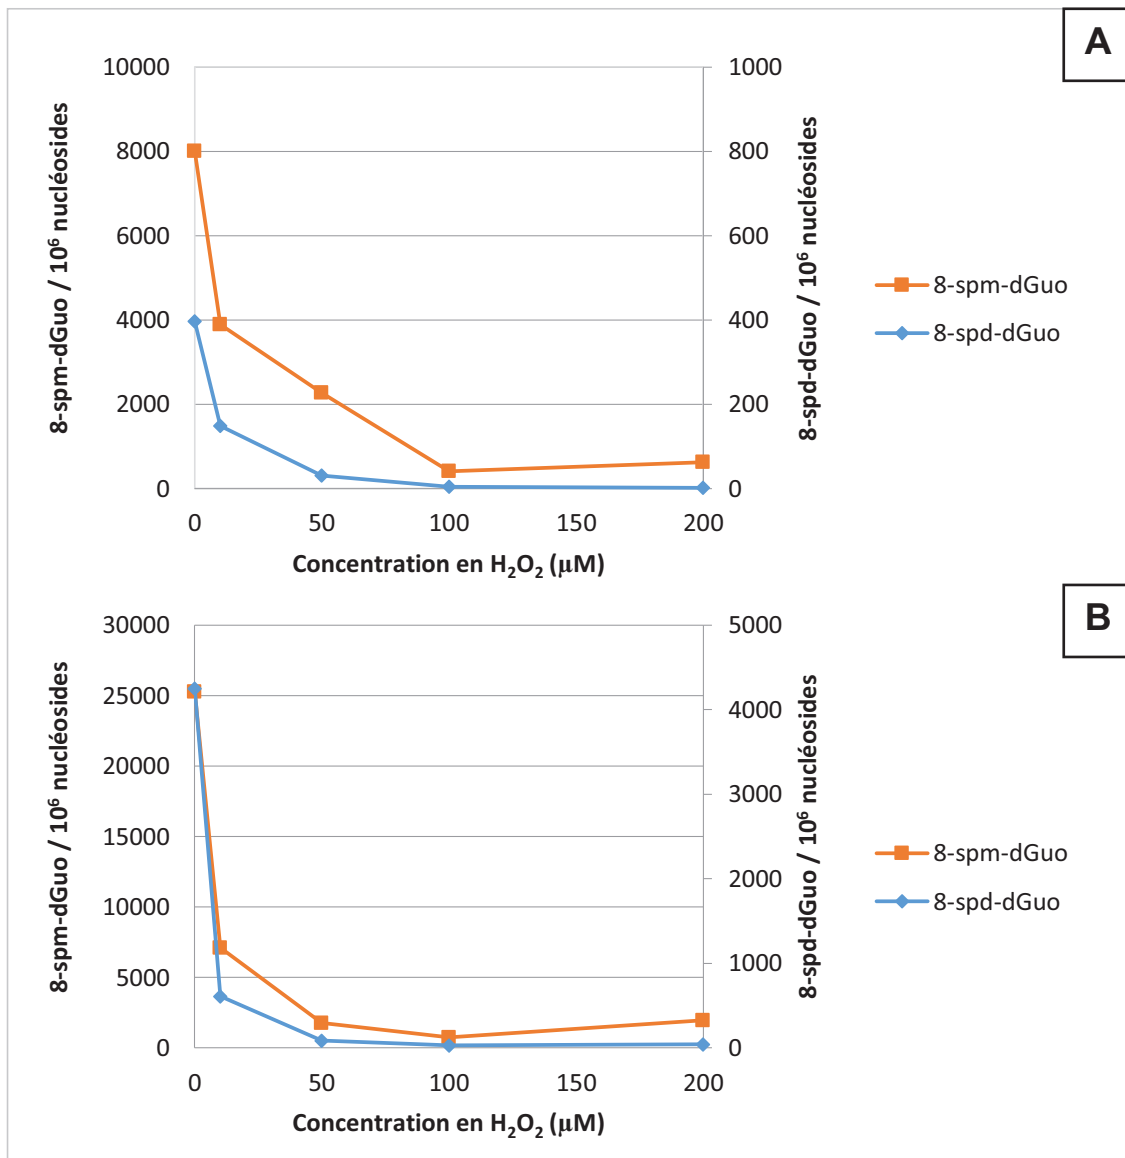 A
8-spm-dGuo / 10⁶ nucléosides
10000
8000
6000
4000
2000
0
1000
800
600
400
200
0
8-spd-dGuo / 10⁶ nucléosides
0 50 100 150 200
Concentration en H₂O₂ (µM)
8-spm-dGuo
8-spd-dGuo
B
8-spm-dGuo / 10⁶ nucléosides
30000
25000
20000
15000
10000
5000
0
5000
4000
3000
2000
1000
0
8-spd-dGuo / 10⁶ nucléosides
0 50 100 150 200
Concentration en H₂O₂ (µM)
8-spm-dGuo
8-spd-dGuo